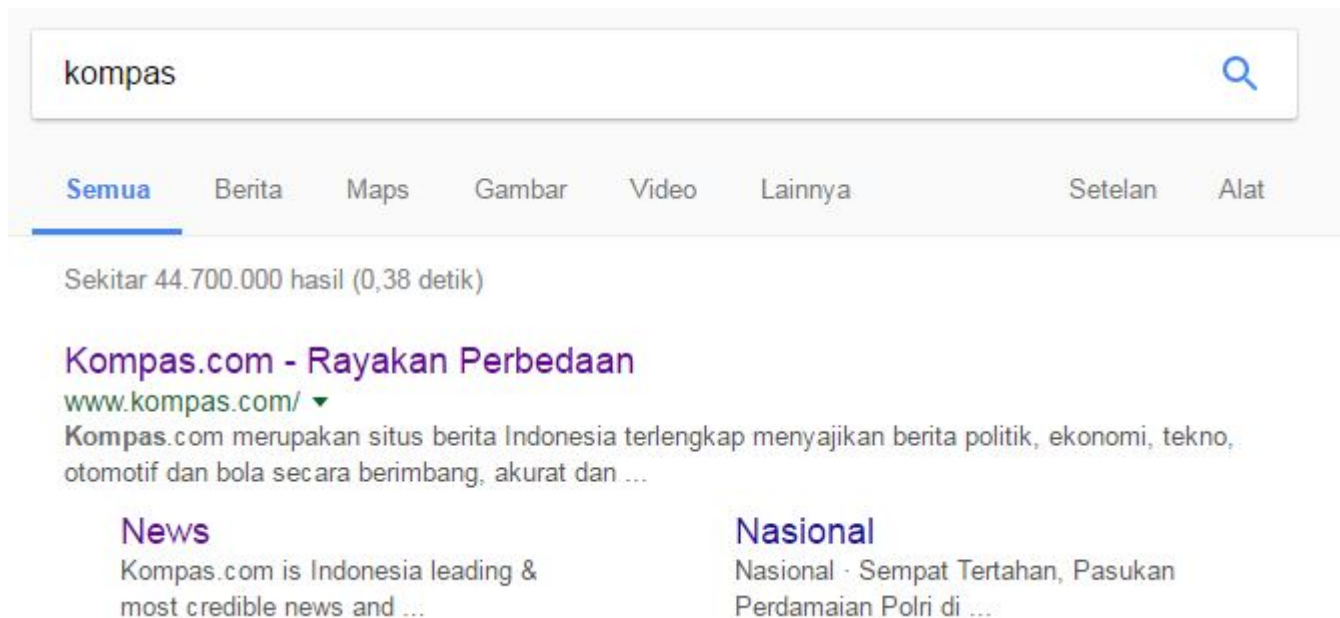 kompas
Semua Berita Maps Gambar Video Lainnya Setelan Alat
Sekitar 44.700.000 hasil (0,38 detik)
Kompas.com - Rayakan Perbedaan
www.kompas.com/
Kompas.com merupakan situs berita Indonesia terlengkap menyajikan berita politik, ekonomi, tekno,
otomotif dan bola secara berimbang, akurat dan ...
News
Kompas.com is Indonesia leading &
most credible news and ...
Nasional
Nasional · Sempat Tertahan, Pasukan
Perdamaian Polri di ...